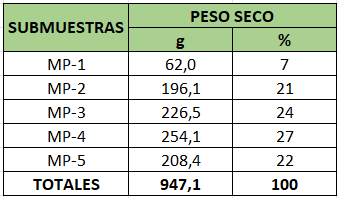 SUBMUESTRAS PESO SECO
g %
MP-1 62,0 7
MP-2 196,1 21
MP-3 226,5 24
MP-4 254,1 27
MP-5 208,4 22
TOTALES 947,1 100